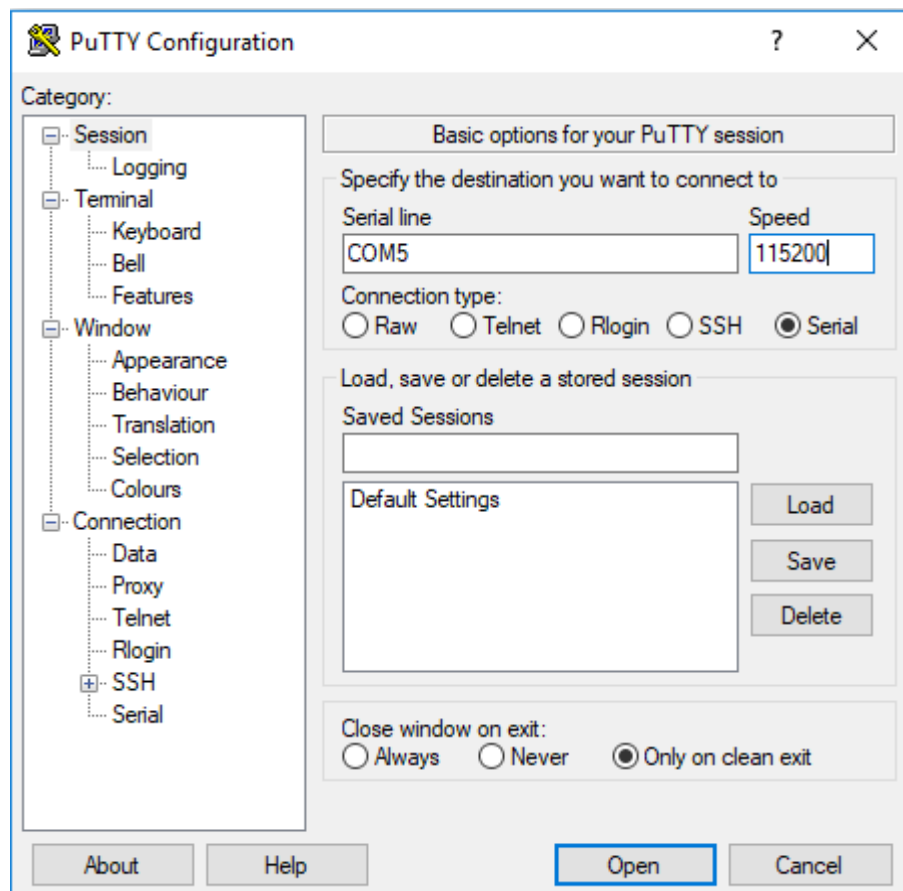 PuTTY Configuration
?
Category:
Session
Logging
Terminal
Keyboard
Bell
Features
Window
Appearance
Behaviour
Translation
Selection
Colours
Connection
Data
Proxy
Telnet
Rlogin
SSH
Serial
Basic options for your PuTTY session
Specify the destination you want to connect to
Serial line Speed
COM5 115200
Connection type:
Raw Telnet Rlogin SSH Serial
Load, save or delete a stored session
Saved Sessions
Default Settings
Load
Save
Delete
Close window on exit:
Always Never Only on clean exit
About Help Open Cancel